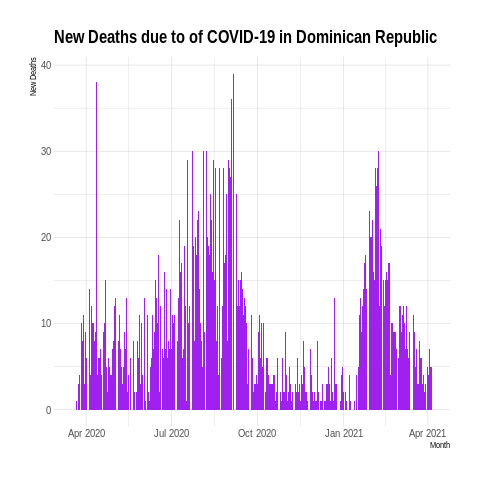 New Deaths due to of COVID-19 in Dominican Republic
New Deaths
40
30
20
10
0
Apr 2020
Jul 2020
Oct 2020
Jan 2021
Apr 2021
Month